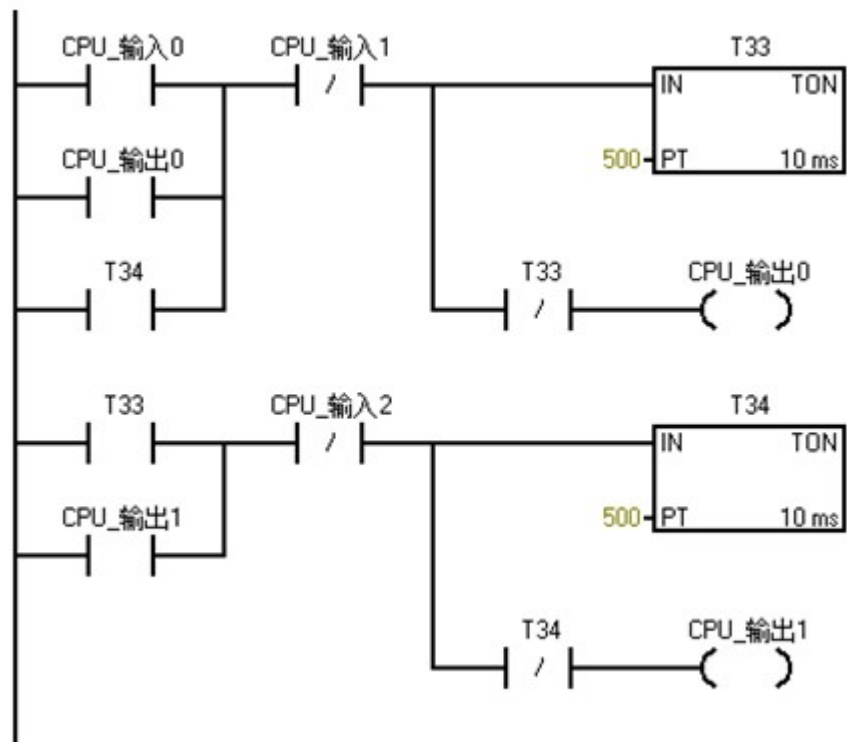 CPU_输入0 CPU_输入1 T33
IN TON
CPU_输出0 500 PT 10 ms
T34 T33 CPU_输出0
T33 CPU_输入2 T34
IN TON
CPU_输出1 500 PT 10 ms
T34 CPU_输出1